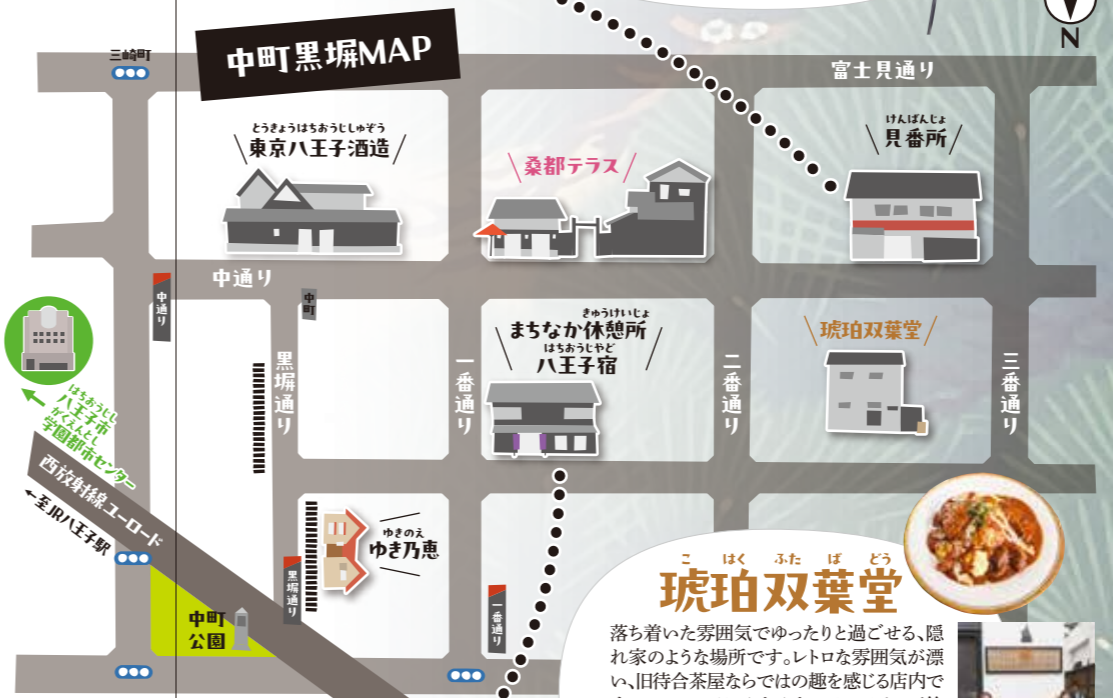 N
三崎町
中町黒塀MAP
富士見通り
とうきょうはちおうじしゅぞう
東京八王子酒造
桑都テラス
けんばんじょ
見番所
中通り
中通り
中町
きゅうけいじょ
まちなか休憩所
はちおうじやど
八王子宿
琥珀双葉堂
黒塀通り
一番通り
二番通り
三番通り
はちおうじし
八王子市
がくえんとし
学園都市センター
西放射線ユーロード
←至JR八王子駅
ゆきのえ
ゆき乃恵
黒塀通り
一番通り
中町
公園
こはくふたばどう
琥珀双葉堂
落ち着いた雰囲気でゆったりと過ごせる、隠
れ家のような場所です。レトロな雰囲気が漂
い、旧待合茶屋ならではの趣を感じる店内で